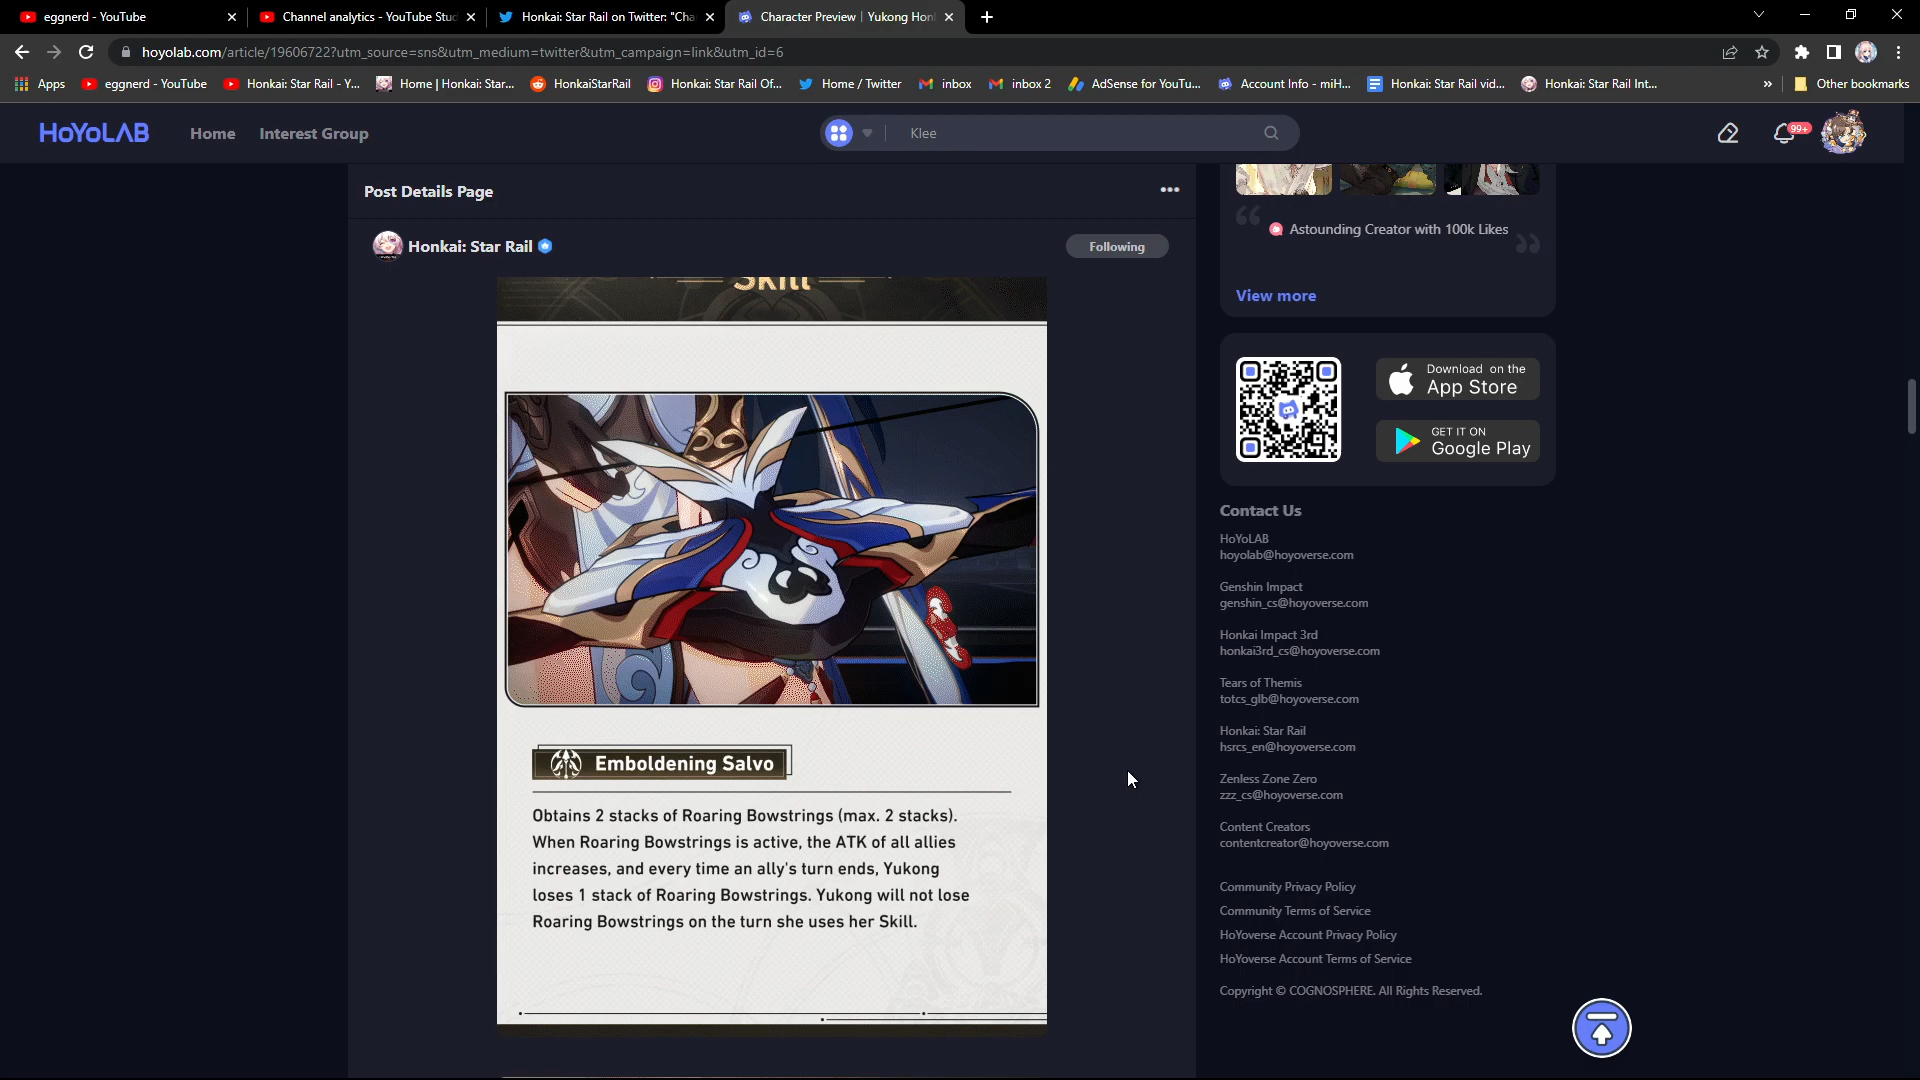 eggnerd - YouTube
Channel analytics - YouTube Stud
Honkai: Star Rail on Twitter: "Cha
Character Preview | Yukong Honk
hoyolab.com/article/19606722?utm_source=sns&utm_medium=twitter&utm_campaign=link&utm_id=6
Apps
eggnerd - YouTube
Honkai: Star Rail - Y...
Home | Honkai: Star...
HonkaiStarRail
Honkai: Star Rail Of...
Home / Twitter
inbox
inbox 2
AdSense for YouTu...
Account Info - miH...
Honkai: Star Rail vid...
Honkai: Star Rail Int...
»
Other bookmarks
HoYoLAB
Home
Interest Group
Klee
99+
Post Details Page
Honkai: Star Rail
Following
Skill
Emboldening Salvo
Obtains 2 stacks of Roaring Bowstrings (max. 2 stacks).
When Roaring Bowstrings is active, the ATK of all allies
increases, and every time an ally's turn ends, Yukong
loses 1 stack of Roaring Bowstrings. Yukong will not lose
Roaring Bowstrings on the turn she uses her Skill.
Astounding Creator with 100k Likes
View more
Download on the
App Store
GET IT ON
Google Play
Contact Us
HoYoLAB
hoyolab@hoyoverse.com
Genshin Impact
genshin_cs@hoyoverse.com
Honkai Impact 3rd
honkai3rd_cs@hoyoverse.com
Tears of Themis
totcs_glb@hoyoverse.com
Honkai: Star Rail
hsrcs_en@hoyoverse.com
Zenless Zone Zero
zzz_cs@hoyoverse.com
Content Creators
contentcreator@hoyoverse.com
Community Privacy Policy
Community Terms of Service
HoYoverse Account Privacy Policy
HoYoverse Account Terms of Service
Copyright © COGNOSPHERE. All Rights Reserved.